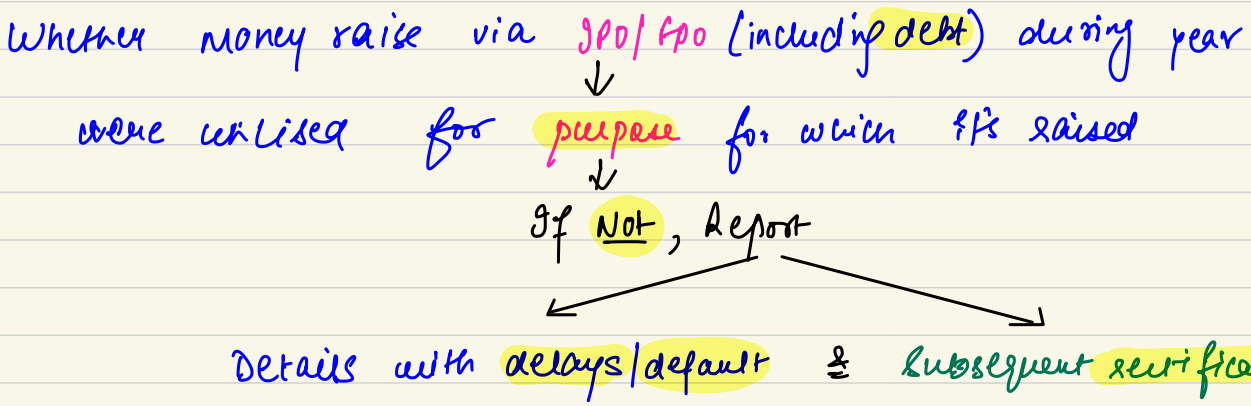 Whether money raise via IPO/FPO (including debt) during year
were utilised for purpose for which it's raised
If Not, Report
Details with delays/default & Subsequent rectifica